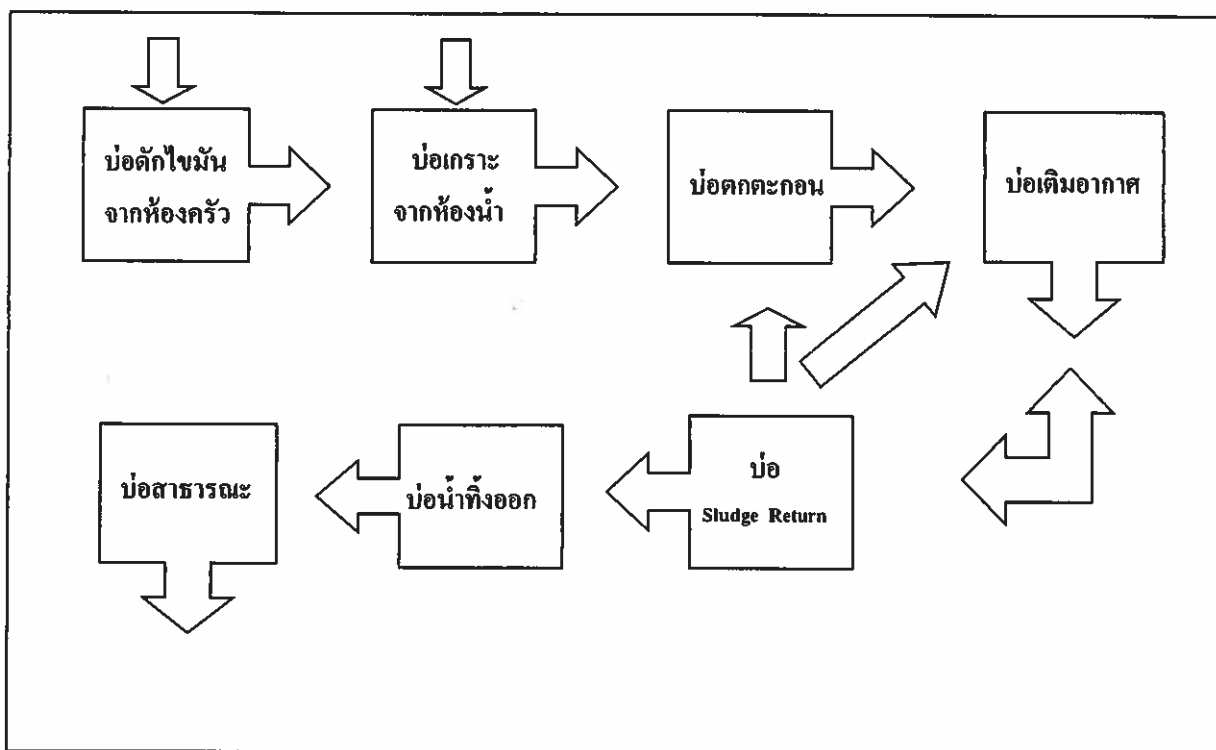 บ่อดักไขมัน
จากห้องครัว
บ่อเกราะ
จากห้องน้ำ
บ่อตกตะกอน
บ่อเติมอากาศ
บ่อสาธารณะ
บ่อน้ำทิ้งออก
บ่อ
Sludge Return